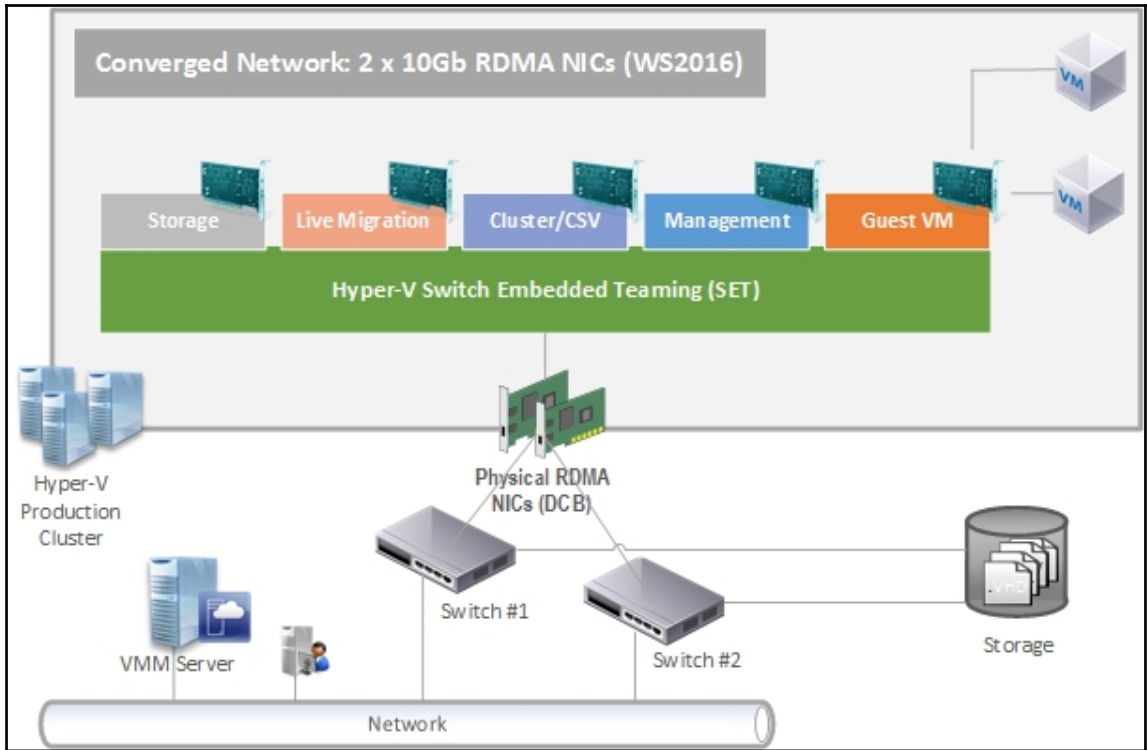 Converged Network: 2 x 10Gb RDMA NICs (WS2016)
VM
VM
Storage
Live Migration
Cluster/CSV
Management
Guest VM
Hyper-V Switch Embedded Teaming (SET)
Physical RDMA
NICs (DCB)
Hyper-V
Production
Cluster
Switch #1
Switch #2
.VHD
Storage
VMM Server
Network